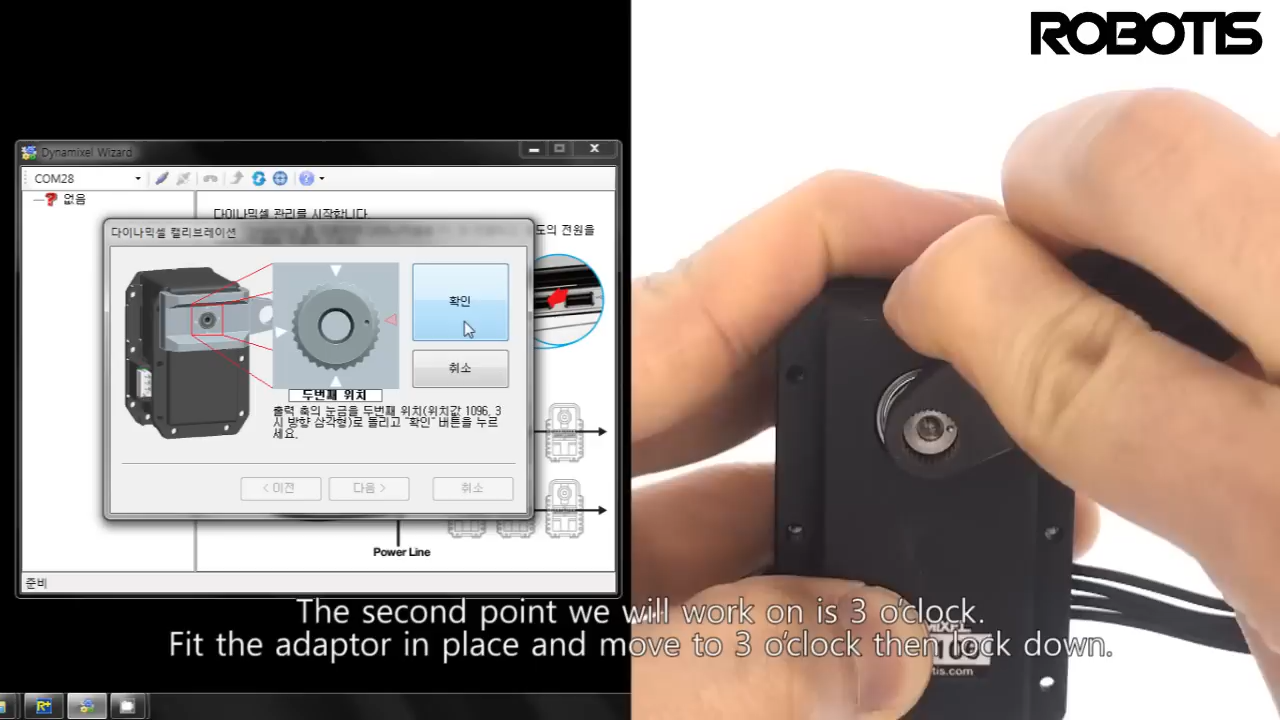 ROBOTIS
Dynamixel Wizard
COM28
없음
다이나믹셀 관리를 시작합니다.
도의 전원을
다이나믹셀 캘리브레이션
확인
취소
두번째 위치
출력 축의 눈금을 두번째 위치(위치값 1096, 3
시 방향 삼각형)로 돌리고 "확인" 버튼을 누르
세요.
< 이전
다음 >
취소
Power Line
준비
The second point we will work on is 3 o'clock.
Fit the adaptor in place and move to 3 o'clock then lock down.